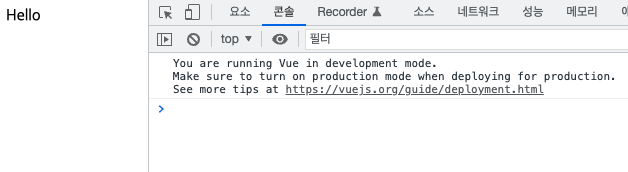 Hello
요소 콘솔 Recorder 소스 네트워크 성능 메모리
top ▼ 필터
You are running Vue in development mode.
Make sure to turn on production mode when deploying for production.
See more tips at https://vuejs.org/guide/deployment.html
>